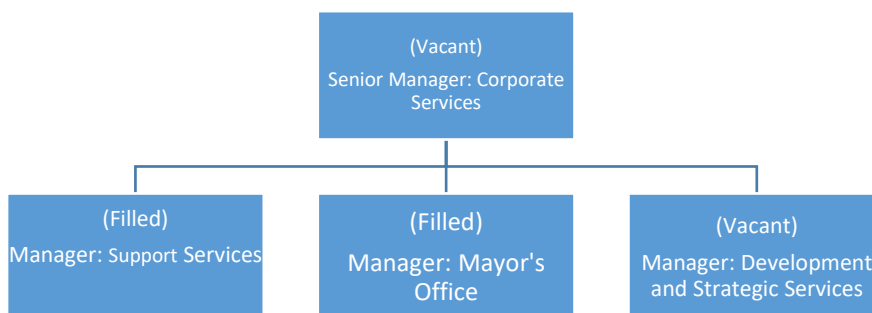 (Vacant)
Senior Manager: Corporate
Services
(Filled)
Manager: Support Services
(Filled)
Manager: Mayor's
Office
(Vacant)
Manager: Development
and Strategic Services